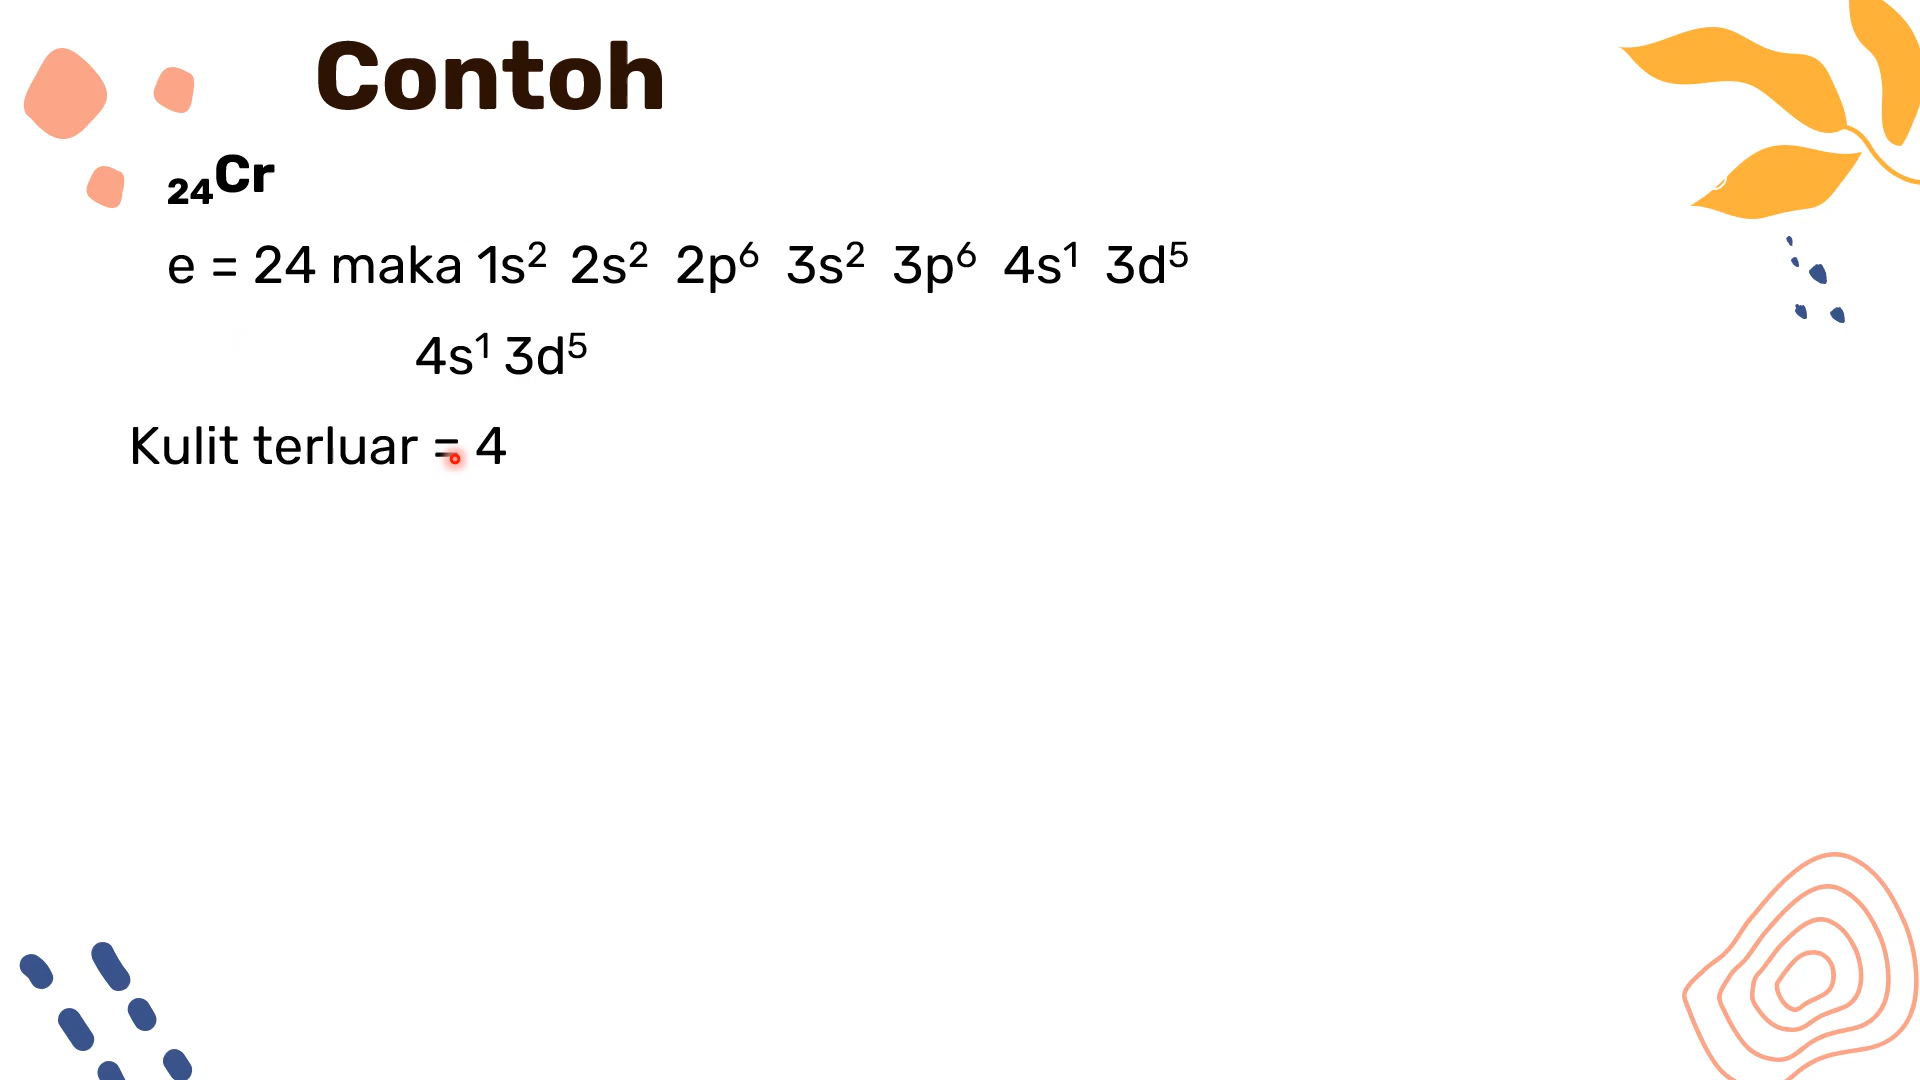 Contoh
₂₄Cr
e = 24 maka 1s² 2s² 2p⁶ 3s² 3p⁶ 4s¹ 3d⁵
4s¹ 3d⁵
Kulit terluar = 4